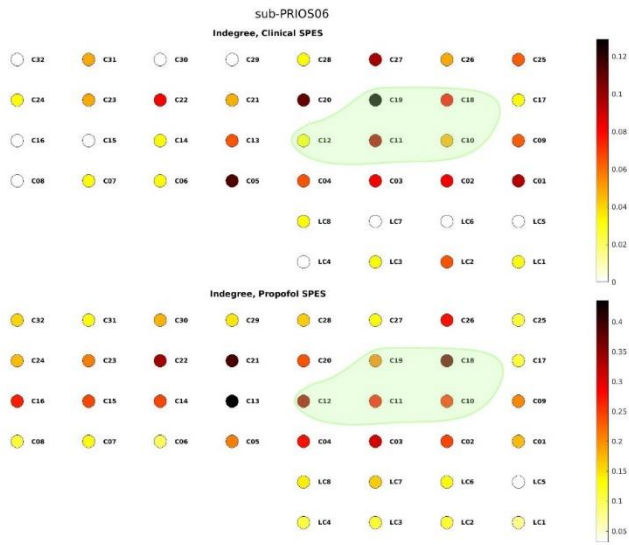 sub-PRIOS06
Indegree, Clinical SPES
C32 C31 C30 C29 C28 C27 C26 C25
C24 C23 C22 C21 C20 C19 C18 C17
C16 C15 C14 C13 C12 C11 C10 C09
C08 C07 C06 C05 C04 C03 C02 C01
LC8 LC7 LC6 LC5
LC4 LC3 LC2 LC1
0.12
0.1
0.08
0.06
0.04
0.02
0
Indegree, Propofol SPES
C32 C31 C30 C29 C28 C27 C26 C25
C24 C23 C22 C21 C20 C19 C18 C17
C16 C15 C14 C13 C12 C11 C10 C09
C08 C07 C06 C05 C04 C03 C02 C01
LC8 LC7 LC6 LC5
LC4 LC3 LC2 LC1
0.4
0.35
0.3
0.25
0.2
0.15
0.1
0.05